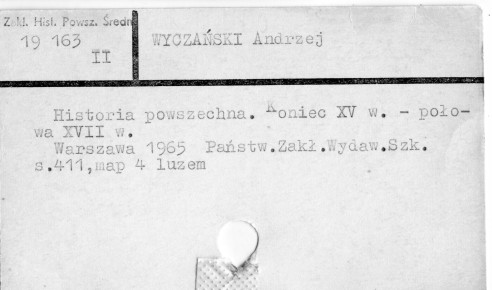 Zakł. Hist. Powsz. Średn
19 163
II
WYCZAŃSKI Andrzej
Historia powszechna. Koniec XV w. - poło-
wa XVII w.
Warszawa 1965 Państw.Zakł.Wydaw.Szk.
s.411,map 4 luzem